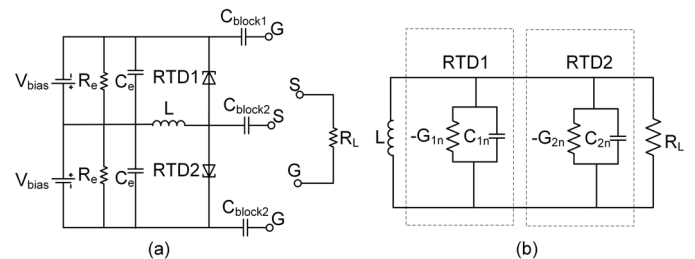 C_block1 G
V_bias R_e C_e RTD1
L C_block2 S
V_bias R_e C_e RTD2
C_block2 G
S
R_L
G
(a)
RTD1 RTD2
L -G_1n C_1n -G_2n C_2n R_L
(b)